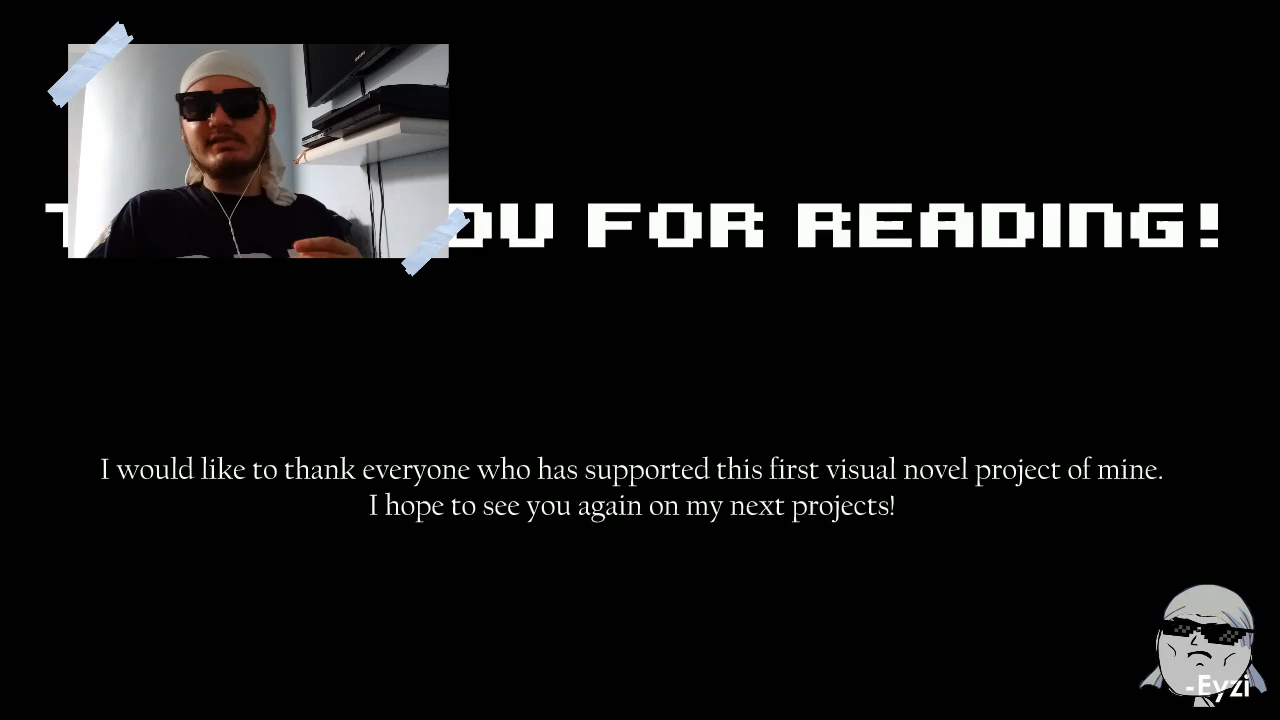 T OU FOR READING!
I would like to thank everyone who has supported this first visual novel project of mine.
I hope to see you again on my next projects!
-Eyzi